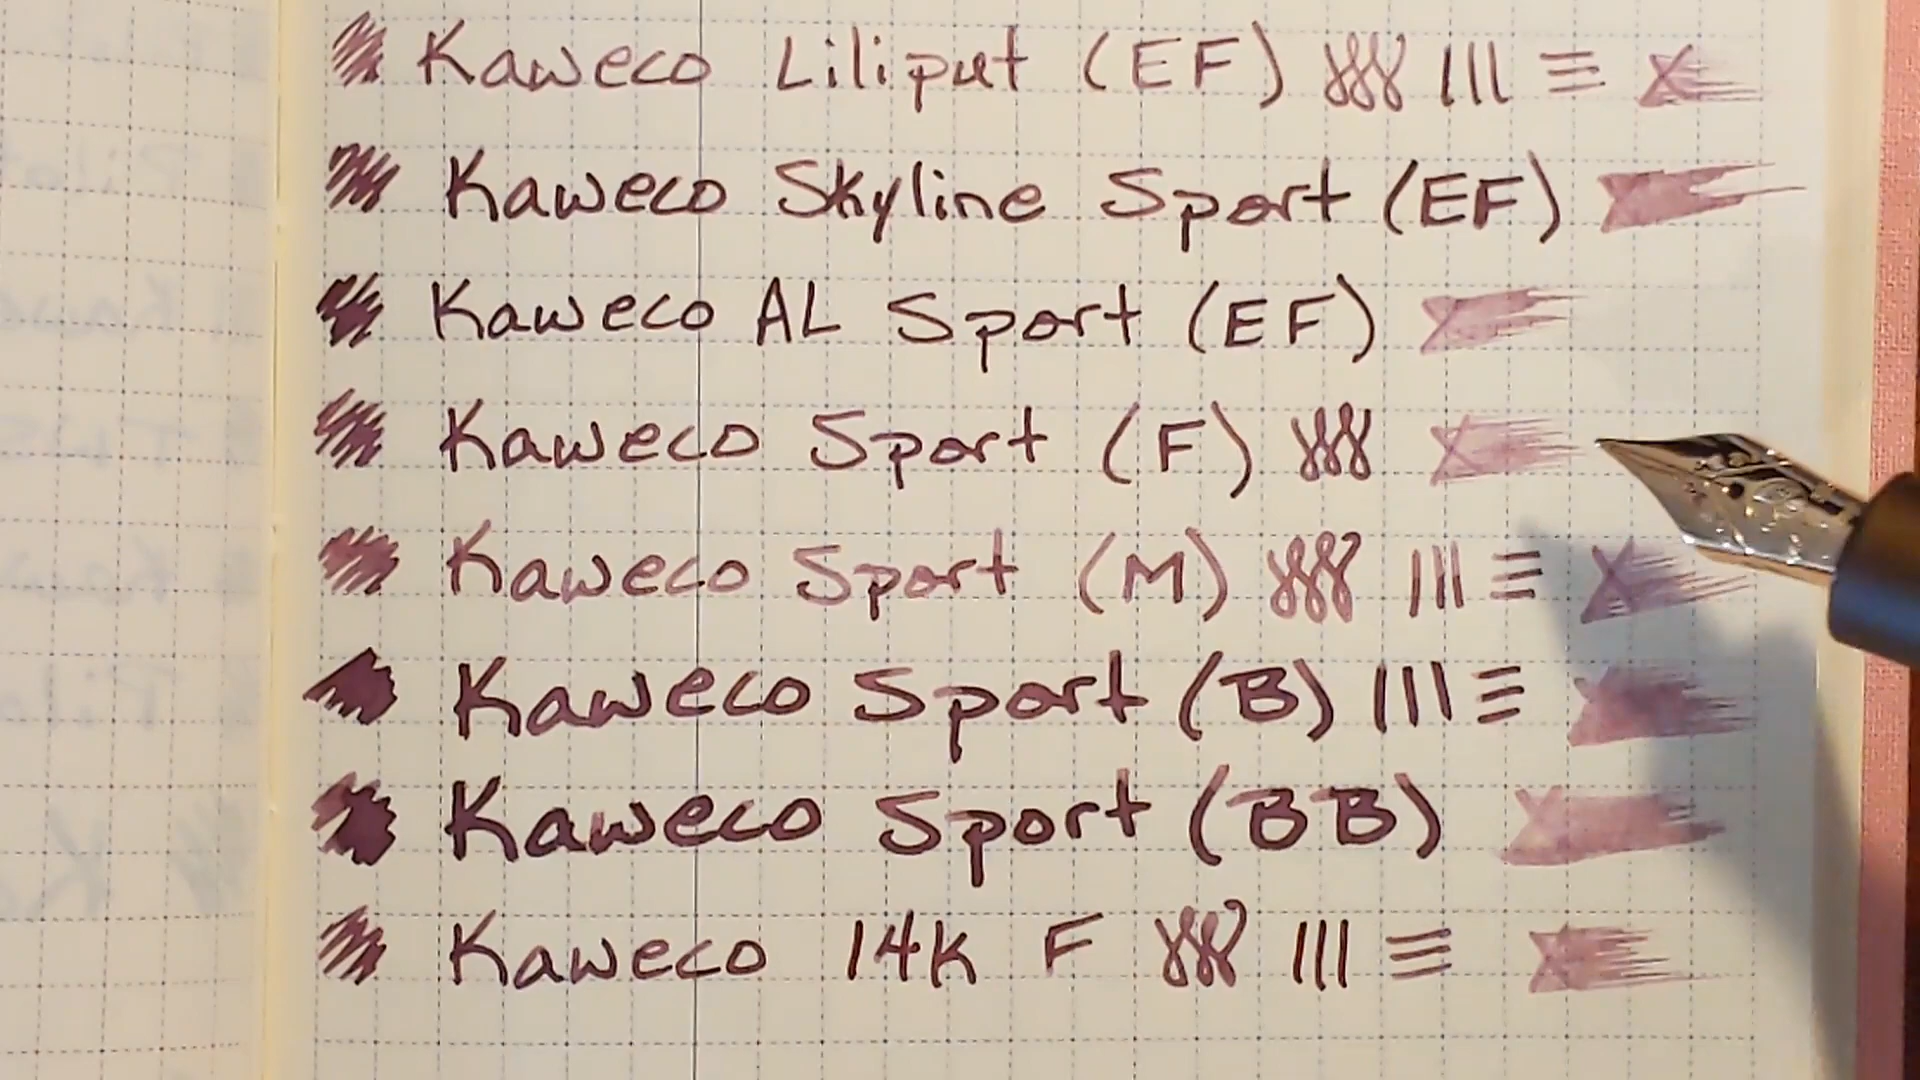 Kaweco Liliput (EF)
Kaweco Skyline Sport (EF)
Kaweco AL Sport (EF)
Kaweco Sport (F)
Kaweco Sport (M)
Kaweco Sport (B)
Kaweco Sport (BB)
Kaweco 14K F